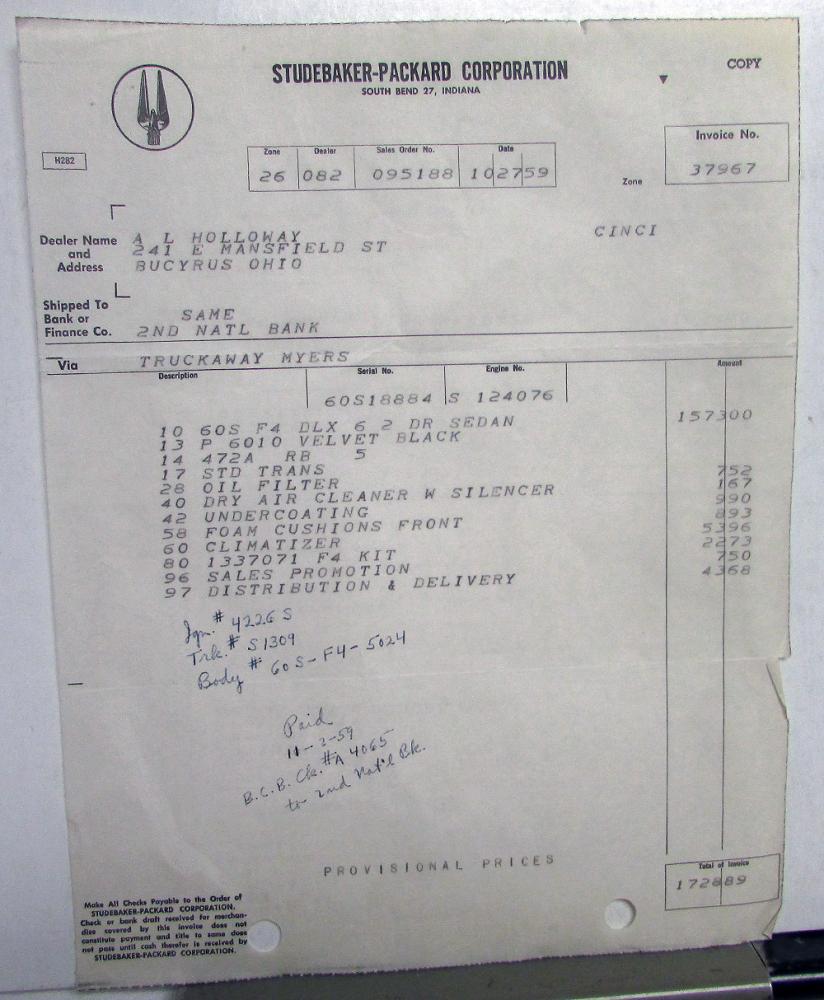 STUDEBAKER-PACKARD CORPORATION
SOUTH BEND 27, INDIANA
COPY
H282
Zone Dealer Sales Order No. Date
26 082 095188 102759
Zone
Invoice No.
37967
Dealer Name and Address
A L HOLLOWAY
241 E MANSFIELD ST
BUCYRUS OHIO
CINCI
Shipped To
Bank or
Finance Co.
SAME
2ND NATL BANK
Via TRUCKAWAY MYERS
Description Serial No. Engine No. Amount
60S18884 S 124076
10 60S F4 DLX 6 2 DR SEDAN 157300
13 P 6010 VELVET BLACK
14 472A RB 5
17 STD TRANS
28 OIL FILTER 752
40 DRY AIR CLEANER W SILENCER 167
42 UNDERCOATING 990
58 FOAM CUSHIONS FRONT 893
60 CLIMATIZER 5396
80 1337071 F4 KIT 2273
96 SALES PROMOTION 750
97 DISTRIBUTION & DELIVERY 4368
Ign. # 4226 S
Trk. # S1309
Body # 60S-F4-5024
Paid
11-2-59
B.C.B. Ck. #A 4065
to 2nd Nat'l Bk.
PROVISIONAL PRICES
Total of Invoice
172889
Make All Checks Payable to the Order of
STUDEBAKER-PACKARD CORPORATION.
Check or bank draft received for merchan-
dise covered by this invoice does not
constitute payment and title to same does
not pass until cash therefor is received by
STUDEBAKER-PACKARD CORPORATION.